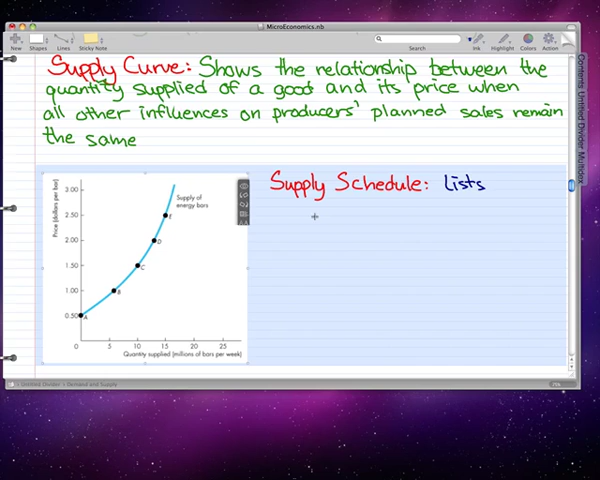 MicroEconomics.nb
New
Shapes
Lines
Sticky Note
Search
Ink
Highlight
Colors
Action
Contents Untitled Divider Multidex
Supply Curve: Shows the relationship between the
quantity supplied of a good and its price when
all other influences on producers' planned sales remain
the same
Supply Schedule: lists
Price (dollars per bar)
3.00
2.50
2.00
1.50
1.00
0.50
0
5
10
15
20
25
Supply of
energy bars
E
D
C
B
A
Quantity supplied (millions of bars per week)
Untitled Divider > Demand and Supply